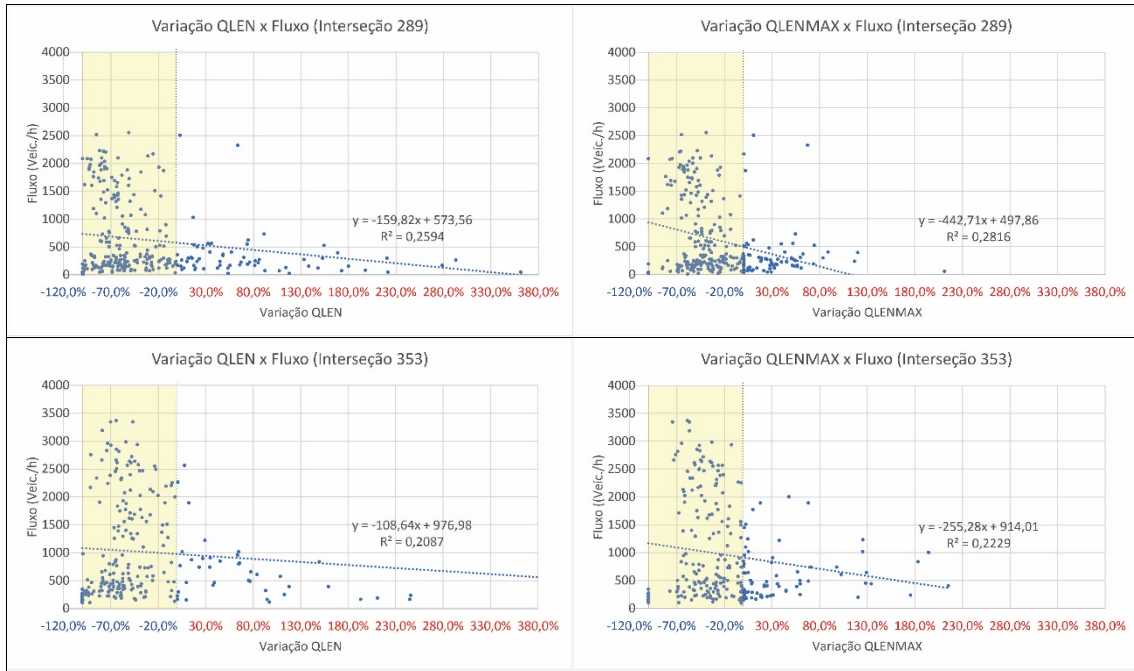 Variação QLEN x Fluxo (Interseção 289)
4000
3500
3000
2500
2000
1500
1000
500
0
Fluxo (Veíc./h)
y = -159,82x + 573,56
R² = 0,2594
-120,0% -70,0% -20,0% 30,0% 80,0% 130,0% 180,0% 230,0% 280,0% 330,0% 380,0%
Variação QLEN
Variação QLENMAX x Fluxo (Interseção 289)
4000
3500
3000
2500
2000
1500
1000
500
0
Fluxo ((Veíc./h)
y = -442,71x + 497,86
R² = 0,2816
-120,0% -70,0% -20,0% 30,0% 80,0% 130,0% 180,0% 230,0% 280,0% 330,0% 380,0%
Variação QLENMAX
Variação QLEN x Fluxo (Interseção 353)
4000
3500
3000
2500
2000
1500
1000
500
0
Fluxo (Veíc./h)
y = -108,64x + 976,98
R² = 0,2087
-120,0% -70,0% -20,0% 30,0% 80,0% 130,0% 180,0% 230,0% 280,0% 330,0% 380,0%
Variação QLEN
Variação QLENMAX x Fluxo (Interseção 353)
4000
3500
3000
2500
2000
1500
1000
500
0
Fluxo ((Veíc./h)
y = -255,28x + 914,01
R² = 0,2229
-120,0% -70,0% -20,0% 30,0% 80,0% 130,0% 180,0% 230,0% 280,0% 330,0% 380,0%
Variação QLENMAX